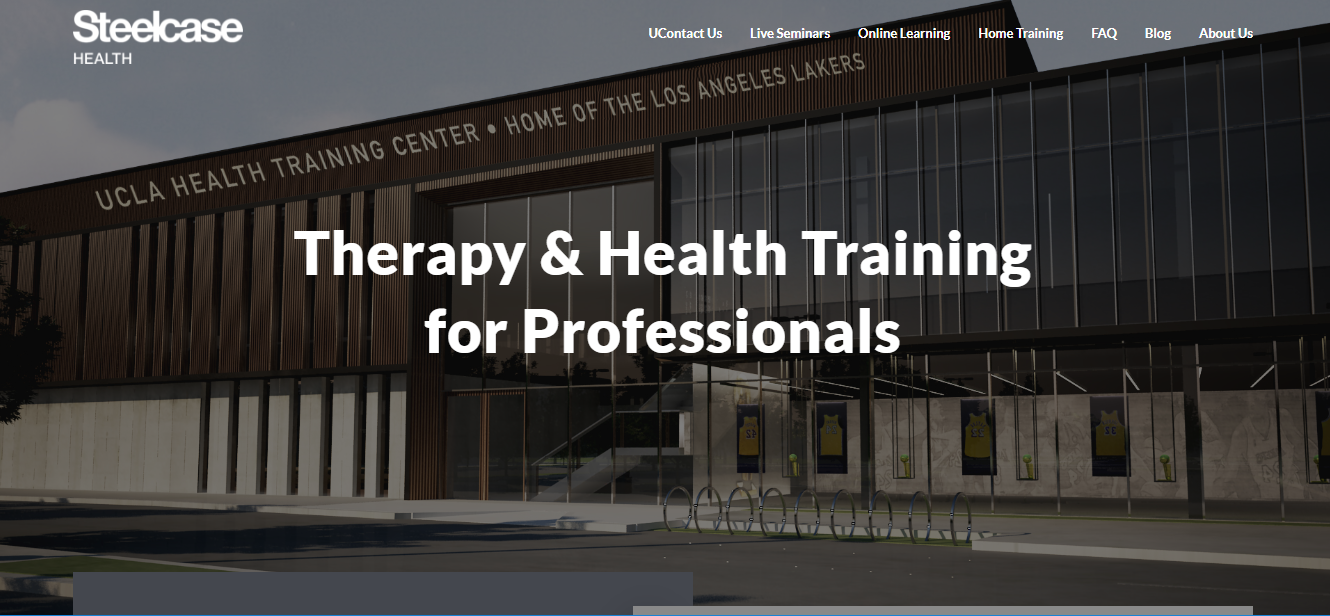 Steelcase
HEALTH
UContact Us Live Seminars Online Learning Home Training FAQ Blog About Us
UCLA HEALTH TRAINING CENTER • HOME OF THE LOS ANGELES LAKERS
Therapy & Health Training
for Professionals